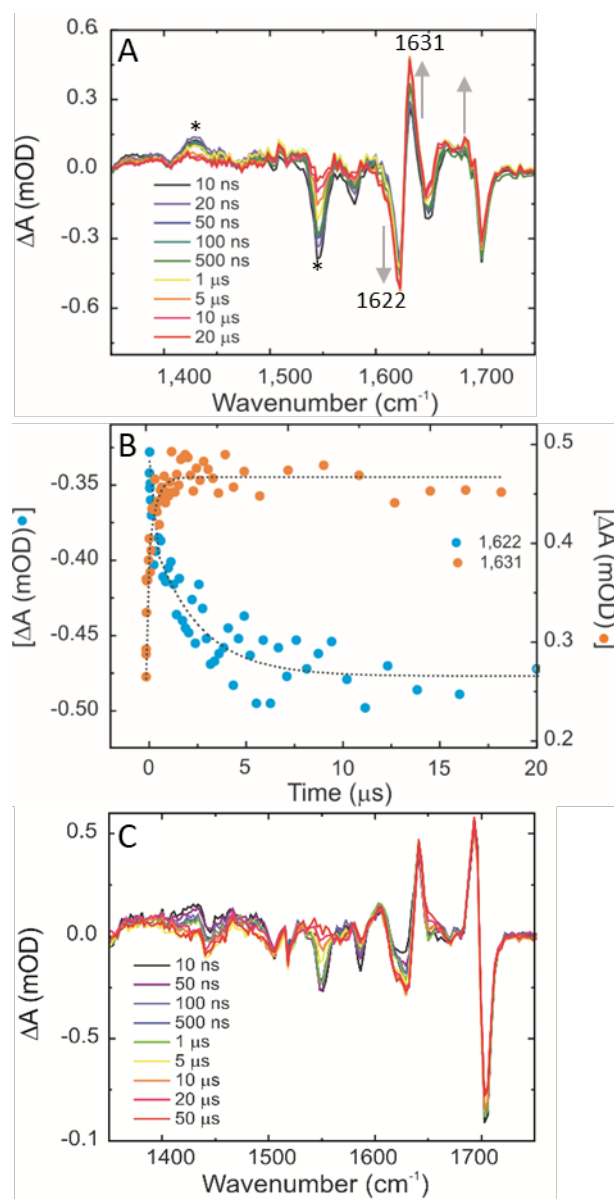 A
1631
*
ΔA (mOD)
0.6
0.3
0.0
-0.3
-0.6
10 ns
20 ns
50 ns
100 ns
500 ns
1 μs
5 μs
10 μs
20 μs
*
1622
1,400
1,500
1,600
1,700
Wavenumber (cm⁻¹)
B
[ΔA (mOD)•]
-0.35
-0.40
-0.45
-0.50
1,622
1,631
0.5
0.4
0.3
0.2
[ΔA (mOD)•]
0
5
10
15
20
Time (μs)
C
ΔA (mOD)
0.5
0.0
-0.5
-0.1
10 ns
50 ns
100 ns
500 ns
1 μs
5 μs
10 μs
20 μs
50 μs
1400
1500
1600
1700
Wavenumber (cm⁻¹)